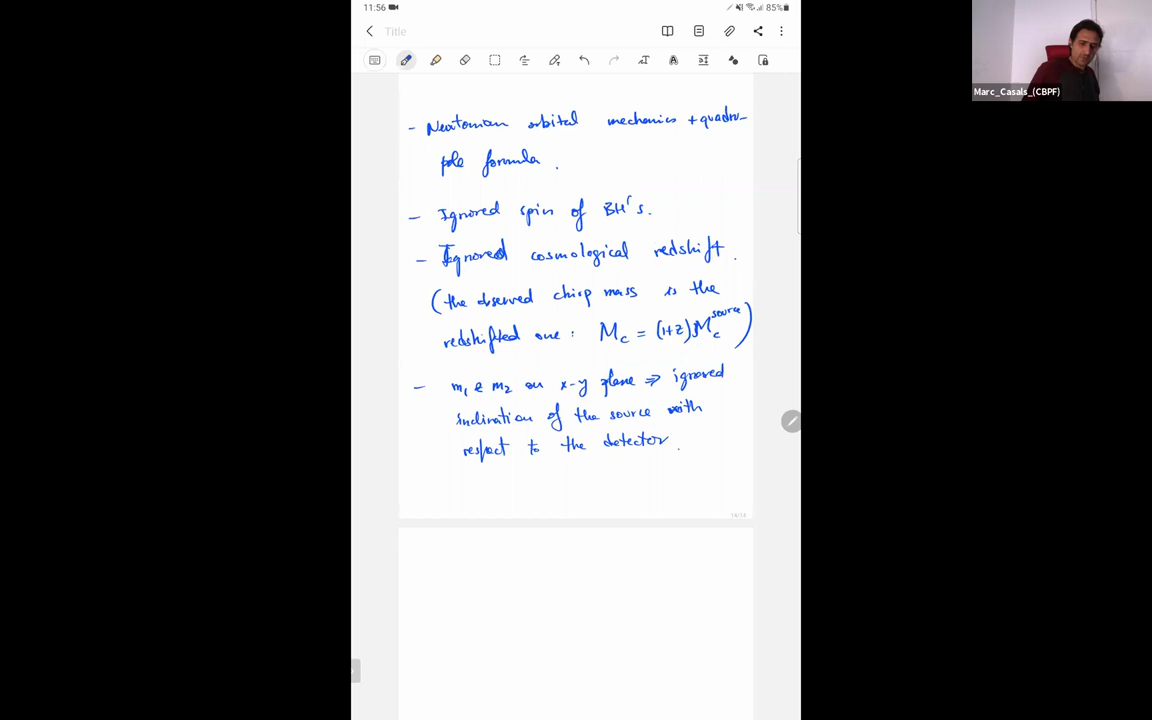 11:56
85%
Title
- Newtonian orbital mechanics + quadru-
pole formula.
- Ignored spin of BH's.
- Ignored cosmological redshift.
(the observed chirp mass is the
redshifted one: Mc = (1+z)Mc^source)
- m1 & m2 on x-y plane => ignored
inclination of the source with
respect to the detector.
14/14
Marc_Casals_(CBPF)